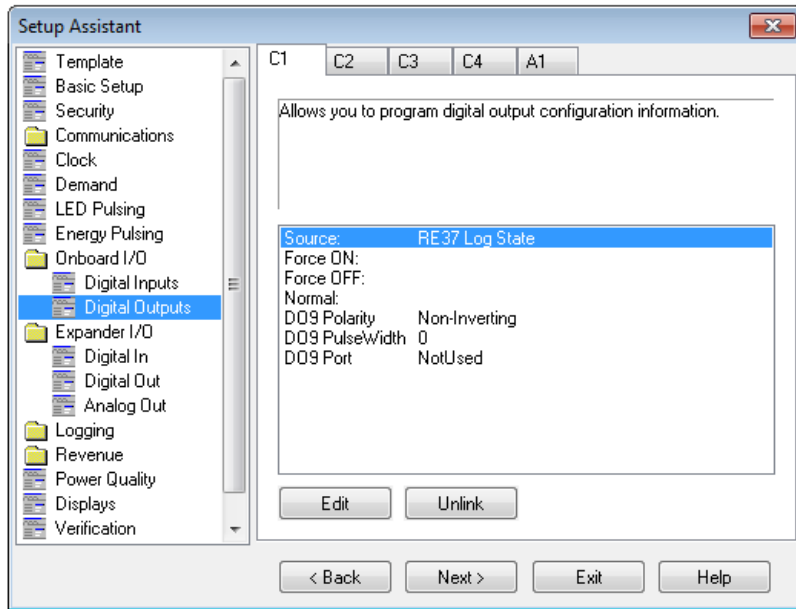 Setup Assistant
Template
Basic Setup
Security
Communications
Clock
Demand
LED Pulsing
Energy Pulsing
Onboard I/O
Digital Inputs
Digital Outputs
Expander I/O
Digital In
Digital Out
Analog Out
Logging
Revenue
Power Quality
Displays
Verification
C1 C2 C3 C4 A1
Allows you to program digital output configuration information.
Source: RE37 Log State
Force ON:
Force OFF:
Normal:
DO9 Polarity Non-Inverting
DO9 PulseWidth 0
DO9 Port NotUsed
Edit Unlink
< Back Next > Exit Help